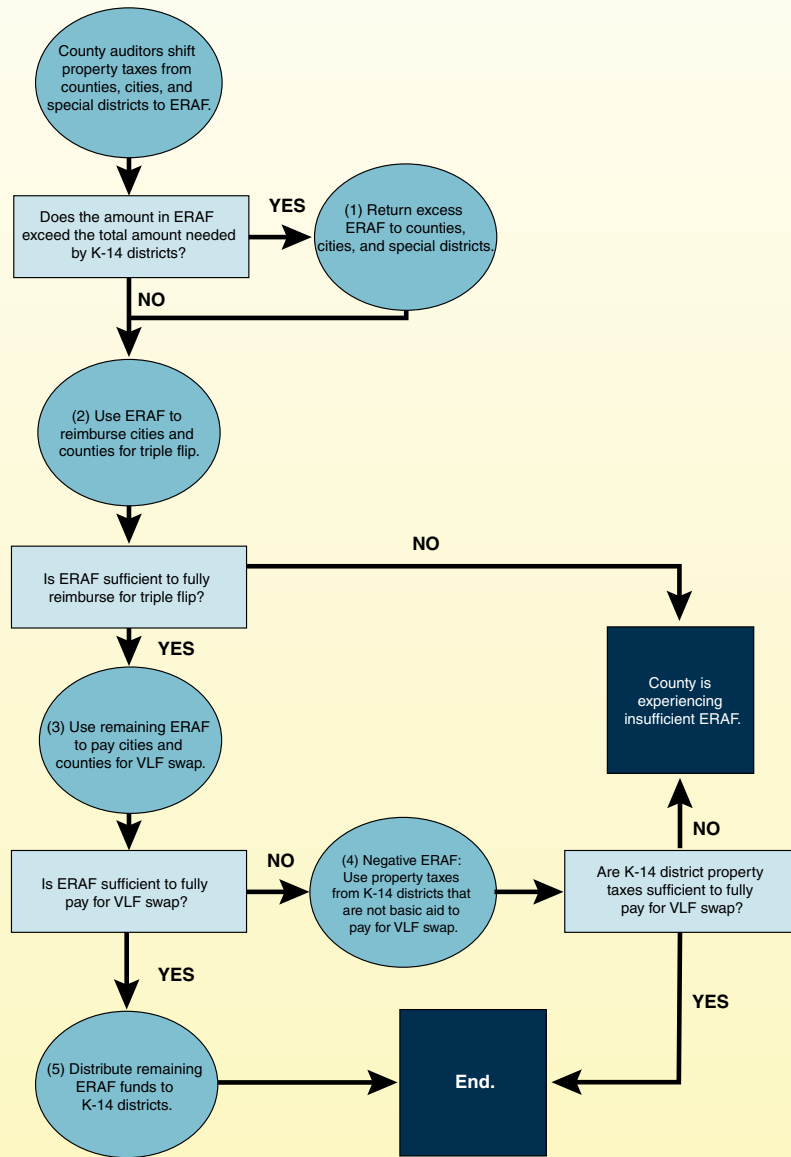 County auditors shift
property taxes from
counties, cities, and
special districts to ERAF.
Does the amount in ERAF
exceed the total amount needed
by K-14 districts?
YES
(1) Return excess
ERAF to counties,
cities, and special districts.
NO
(2) Use ERAF to
reimburse cities and
counties for triple flip.
Is ERAF sufficient to fully
reimburse for triple flip?
NO
YES
County is
experiencing
insufficient ERAF.
(3) Use remaining ERAF
to pay cities and
counties for VLF swap.
Is ERAF sufficient to fully
pay for VLF swap?
NO
(4) Negative ERAF:
Use property taxes
from K-14 districts that
are not basic aid to
pay for VLF swap.
NO
Are K-14 district property
taxes sufficient to fully
pay for VLF swap?
YES
YES
(5) Distribute remaining
ERAF funds to
K-14 districts.
End.